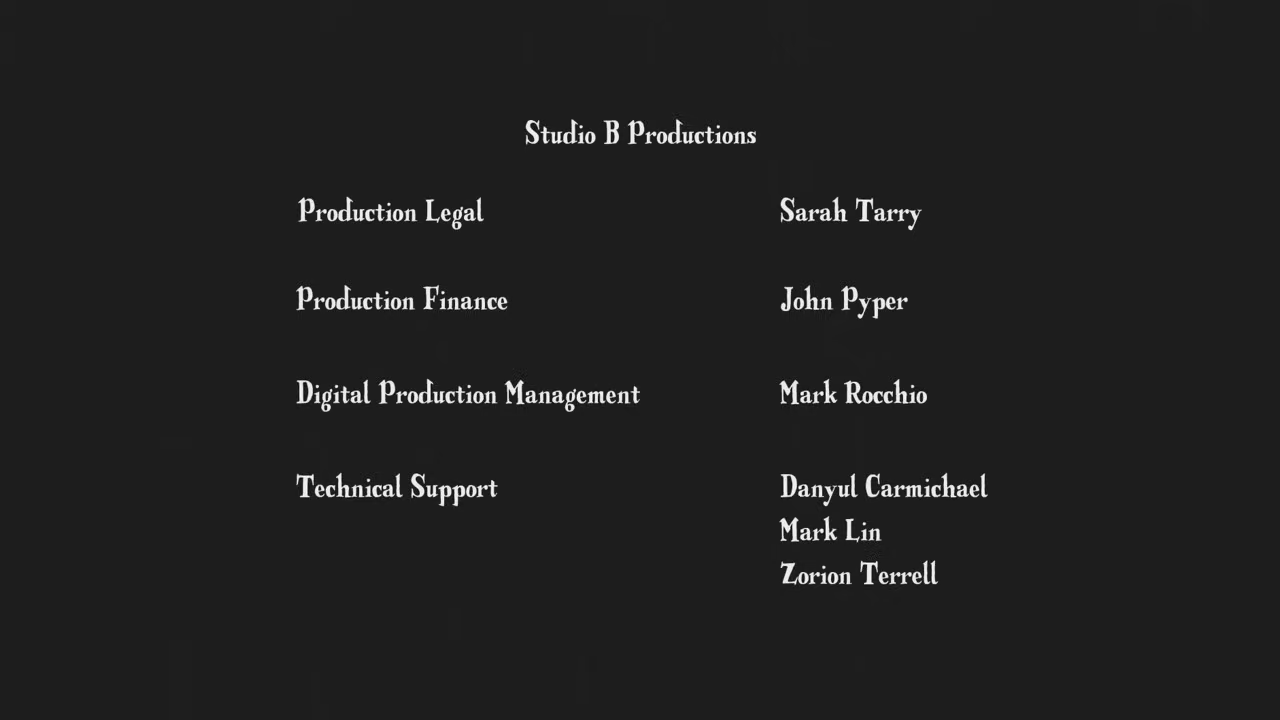 Studio B Productions
Production Legal Sarah Tarry
Production Finance John Pyper
Digital Production Management Mark Rocchio
Technical Support Danyul Carmichael
Mark Lin
Zorion Terrell